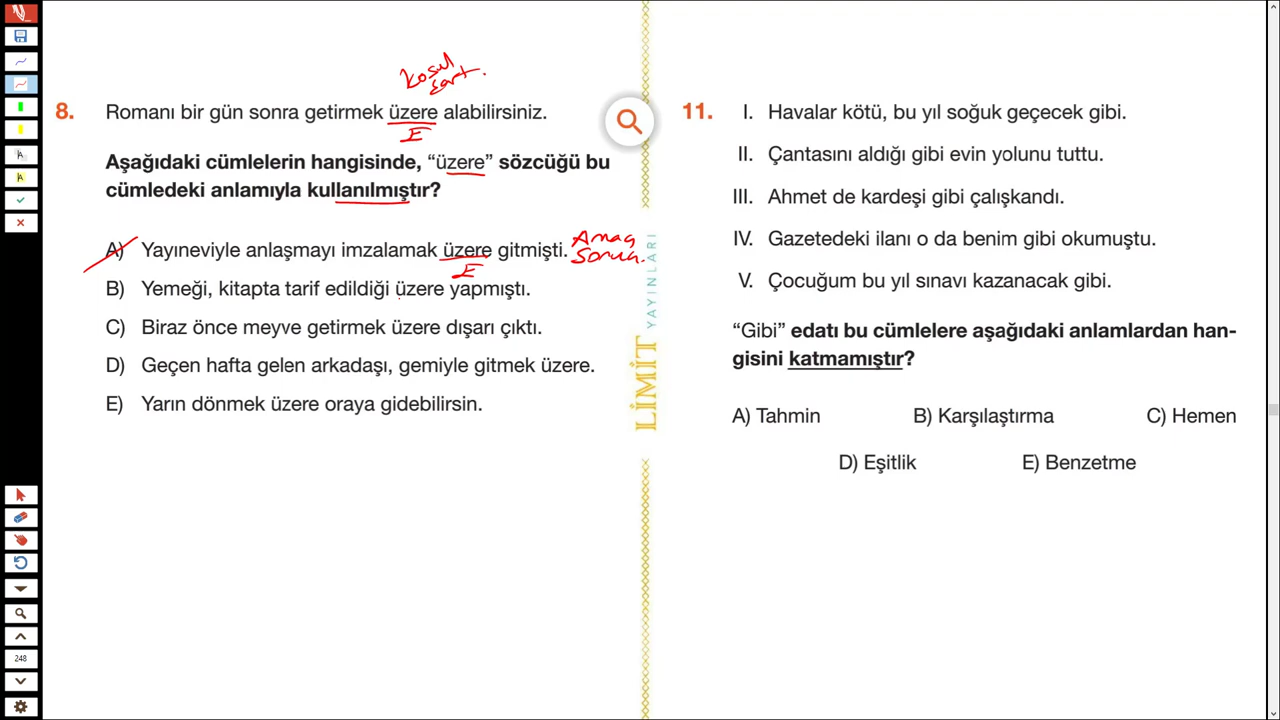 koşul
şart.
8. Romanı bir gün sonra getirmek üzere alabilirsiniz.
E
Aşağıdaki cümlelerin hangisinde, “üzere” sözcüğü bu
cümledeki anlamıyla kullanılmıştır?
A) Yayıneviyle anlaşmayı imzalamak üzere gitmişti.
Amaç
Sonuç.
E
B) Yemeği, kitapta tarif edildiği üzere yapmıştı.
C) Biraz önce meyve getirmek üzere dışarı çıktı.
D) Geçen hafta gelen arkadaşı, gemiyle gitmek üzere.
E) Yarın dönmek üzere oraya gidebilirsin.
LİMİT YAYINLARI
11. I. Havalar kötü, bu yıl soğuk geçecek gibi.
II. Çantasını aldığı gibi evin yolunu tuttu.
III. Ahmet de kardeşi gibi çalışkandı.
IV. Gazetedeki ilanı o da benim gibi okumuştu.
V. Çocuğum bu yıl sınavı kazanacak gibi.
“Gibi” edatı bu cümlelere aşağıdaki anlamlardan han-
gisini katmamıştır?
A) Tahmin B) Karşılaştırma C) Hemen
D) Eşitlik E) Benzetme
248